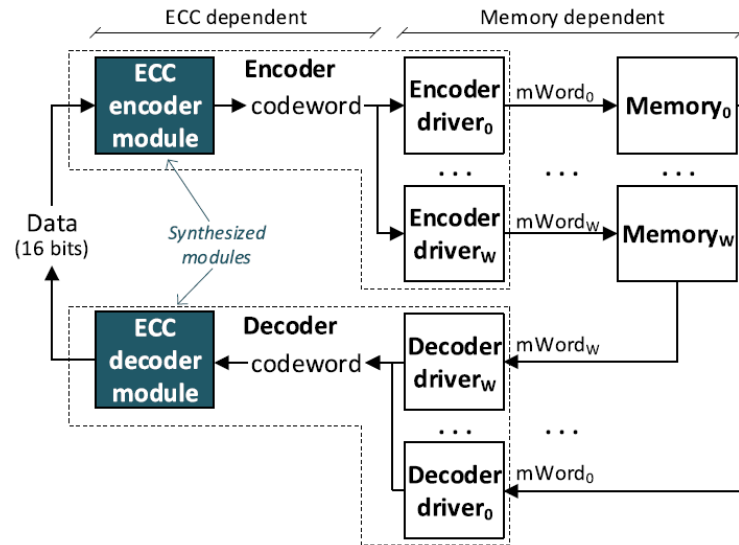 ECC dependent
Memory dependent
ECC
encoder
module
Encoder
codeword
Encoder
driver₀
mWord₀
Memory₀
...
...
...
Encoder
driverW
mWordW
MemoryW
Data
(16 bits)
Synthesized
modules
ECC
decoder
module
Decoder
codeword
Decoder
driverW
mWordW
...
...
Decoder
driver₀
mWord₀